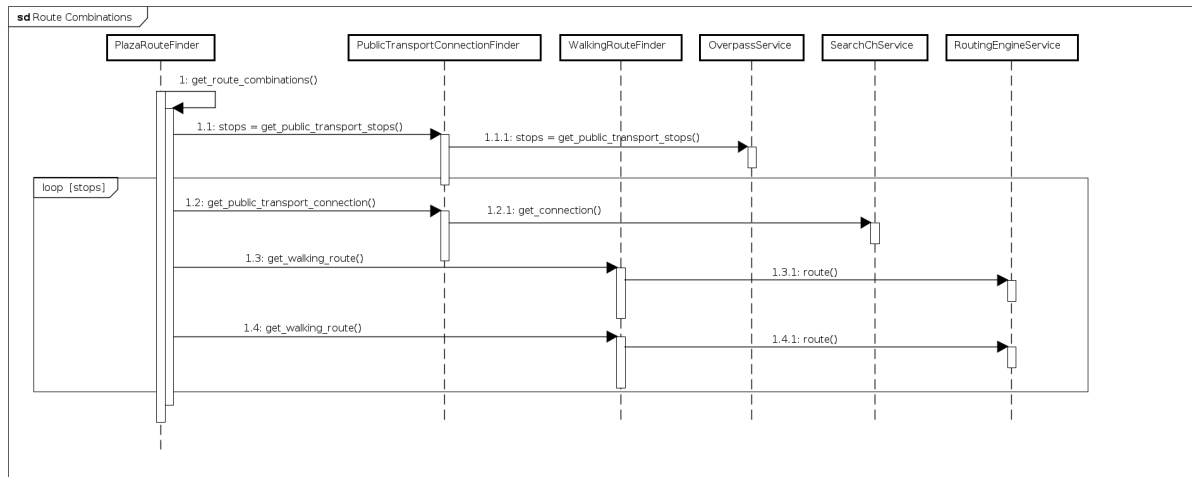 sd Route Combinations
PlazaRouteFinder
PublicTransportConnectionFinder
WalkingRouteFinder
OverpassService
SearchChService
RoutingEngineService
1: get_route_combinations()
1.1: stops = get_public_transport_stops()
1.1.1: stops = get_public_transport_stops()
loop [stops]
1.2: get_public_transport_connection()
1.2.1: get_connection()
1.3: get_walking_route()
1.3.1: route()
1.4: get_walking_route()
1.4.1: route()